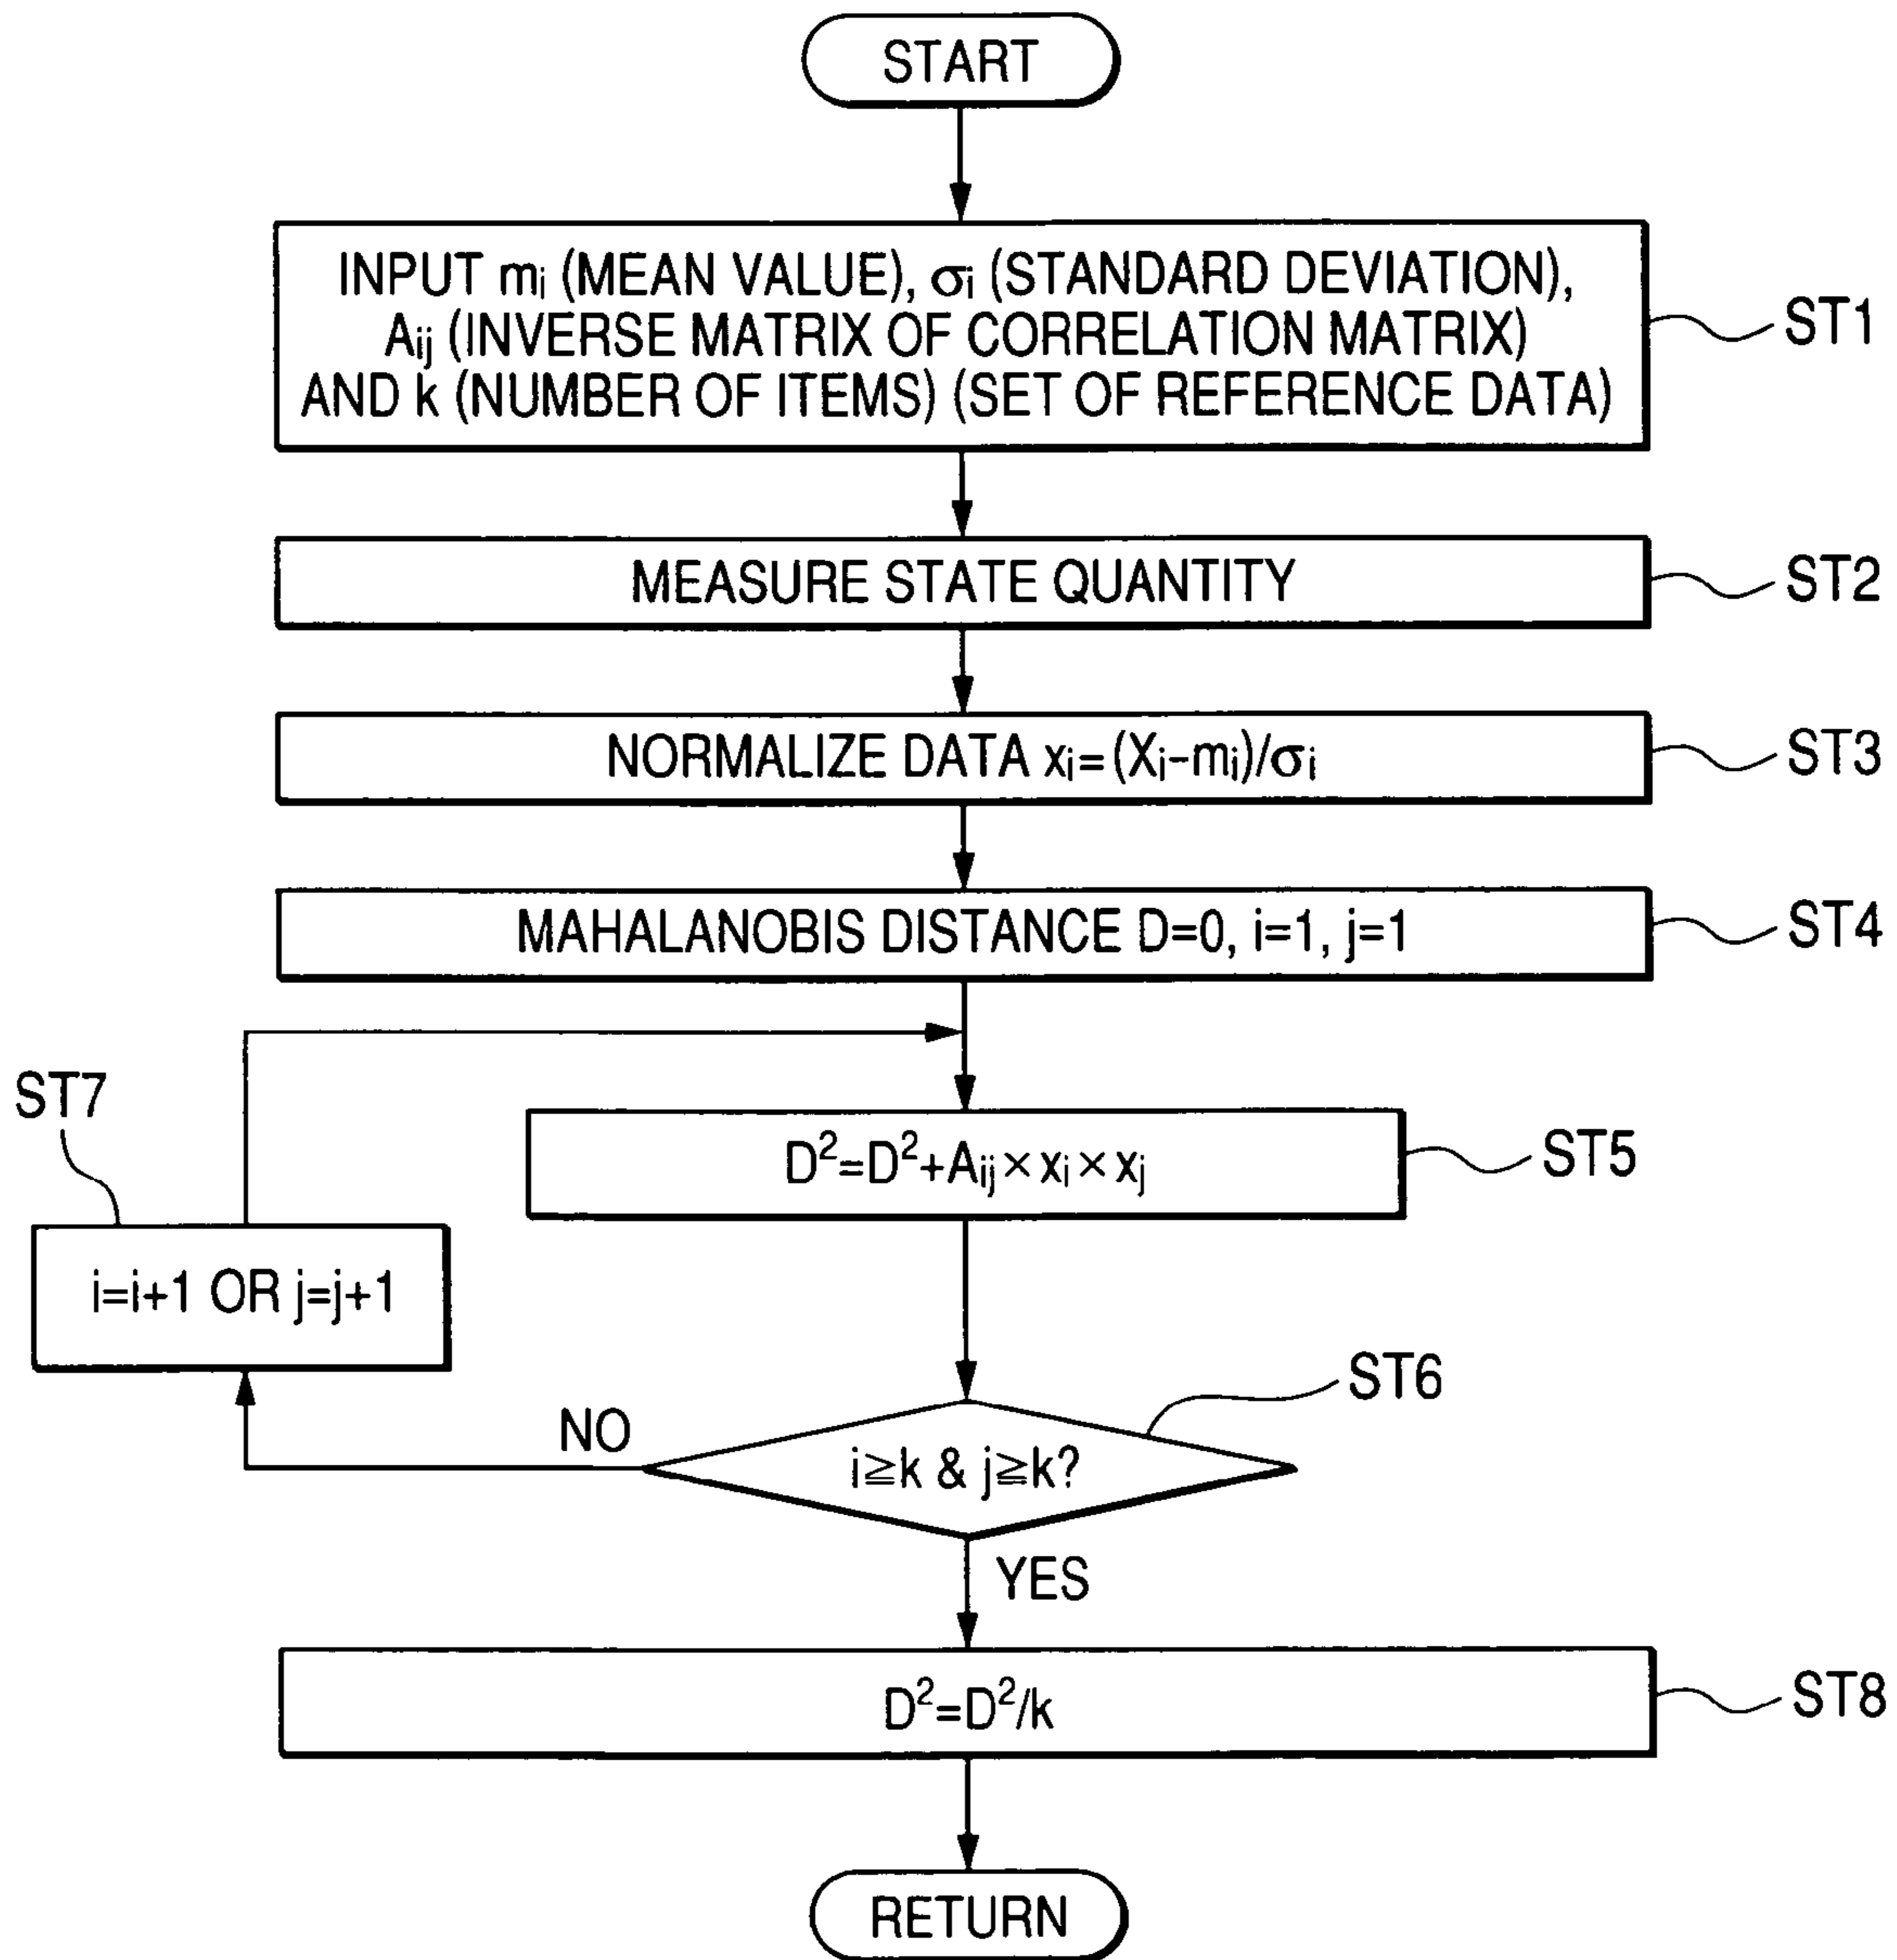 START
INPUT mᵢ (MEAN VALUE), σᵢ (STANDARD DEVIATION),
Aᵢⱼ (INVERSE MATRIX OF CORRELATION MATRIX)
AND k (NUMBER OF ITEMS) (SET OF REFERENCE DATA)
ST1
MEASURE STATE QUANTITY
ST2
NORMALIZE DATA xᵢ=(Xᵢ-mᵢ)/σᵢ
ST3
MAHALANOBIS DISTANCE D=0, i=1, j=1
ST4
ST7
D²=D²+Aᵢⱼ×xᵢ×xⱼ
ST5
i=i+1 OR j=j+1
ST6
NO
i≧k & j≧k?
YES
D²=D²/k
ST8
RETURN